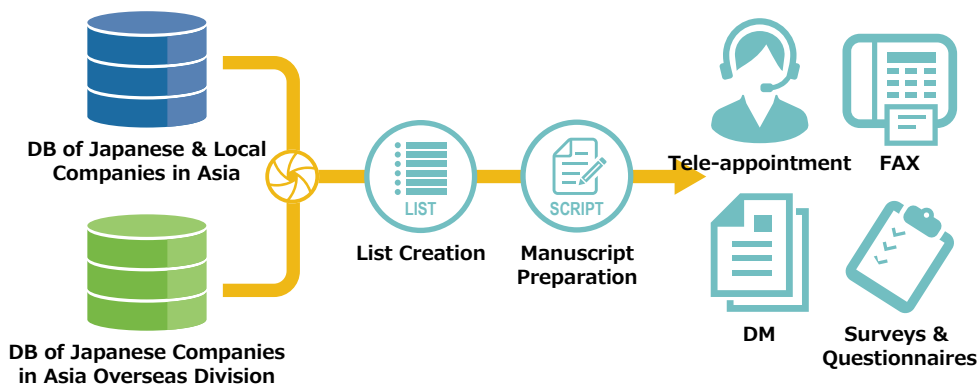 DB of Japanese & Local
Companies in Asia
DB of Japanese Companies
in Asia Overseas Division
LIST
List Creation
SCRIPT
Manuscript
Preparation
Tele-appointment
FAX
DM
Surveys &
Questionnaires